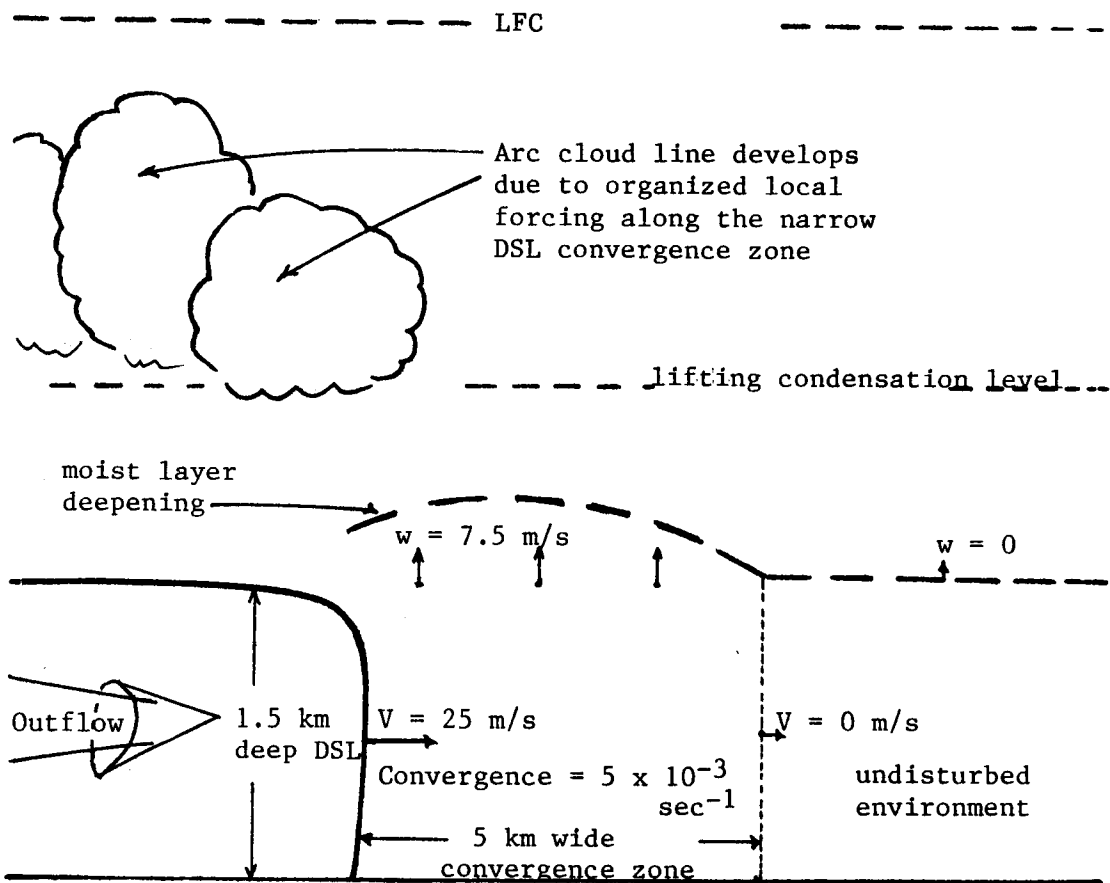 LFC
Arc cloud line develops
due to organized local
forcing along the narrow
DSL convergence zone
lifting condensation level
moist layer
deepening
w = 7.5 m/s
w = 0
Outflow
1.5 km
deep DSL
V = 25 m/s
V = 0 m/s
Convergence = 5 x 10⁻³
sec⁻¹
undisturbed
environment
5 km wide
convergence zone